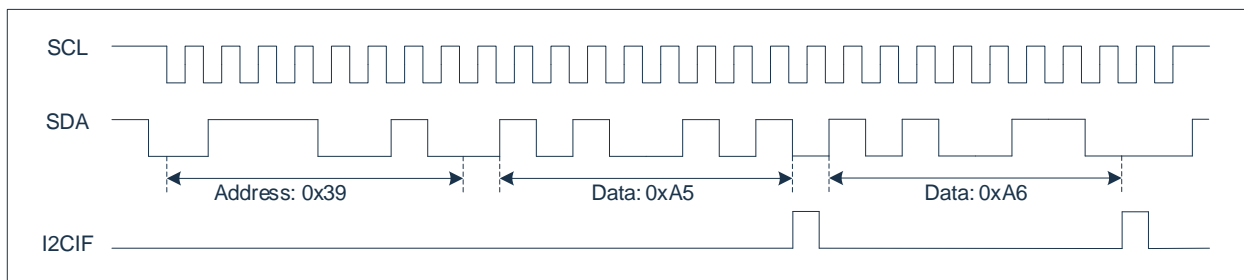 SCL
SDA
Address: 0x39 Data: 0xA5 Data: 0xA6
I2CIF